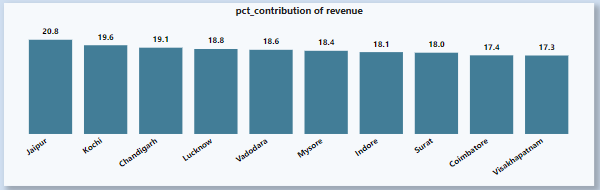 pct_contribution of revenue
20.8
19.6
19.1
18.8
18.6
18.4
18.1
18.0
17.4
17.3
Jaipur
Kochi
Chandigarh
Lucknow
Vadodara
Mysore
Indore
Surat
Coimbatore
Visakhapatnam